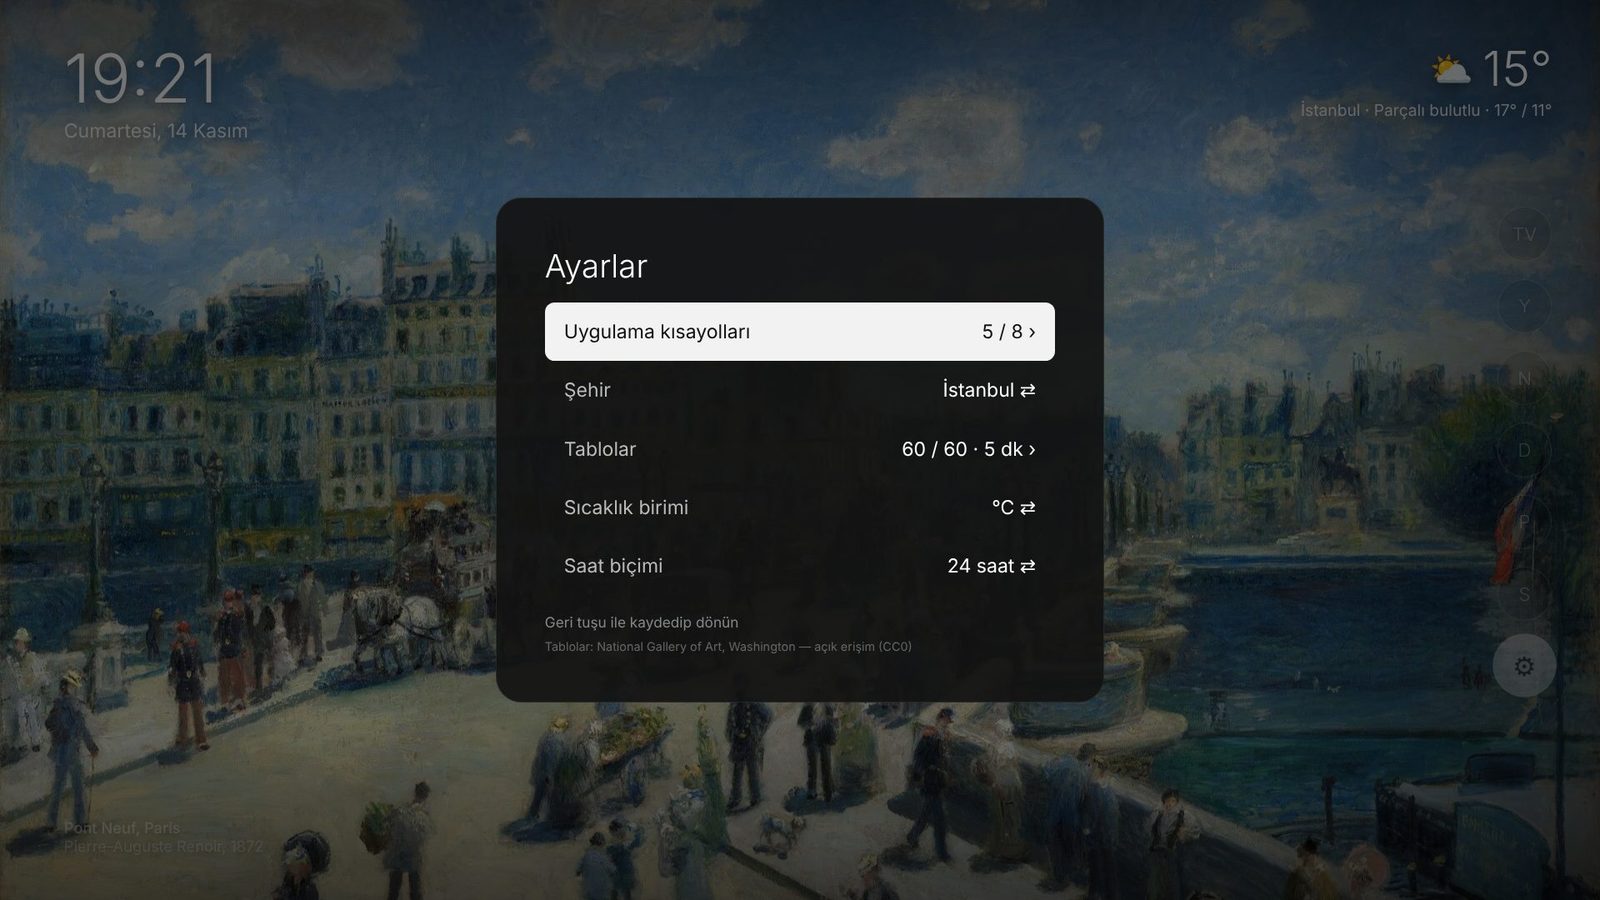 19:21
Cumartesi, 14 Kasım
15°
İstanbul · Parçalı bulutlu · 17° / 11°
TV
Y
N
D
P
S
Ayarlar
Uygulama kısayolları 5 / 8 ›
Şehir İstanbul ⇄
Tablolar 60 / 60 · 5 dk ›
Sıcaklık birimi °C ⇄
Saat biçimi 24 saat ⇄
Geri tuşu ile kaydedip dönün
Tablolar: National Gallery of Art, Washington — açık erişim (CC0)
Pont Neuf, Paris
Pierre-Auguste Renoir, 1872